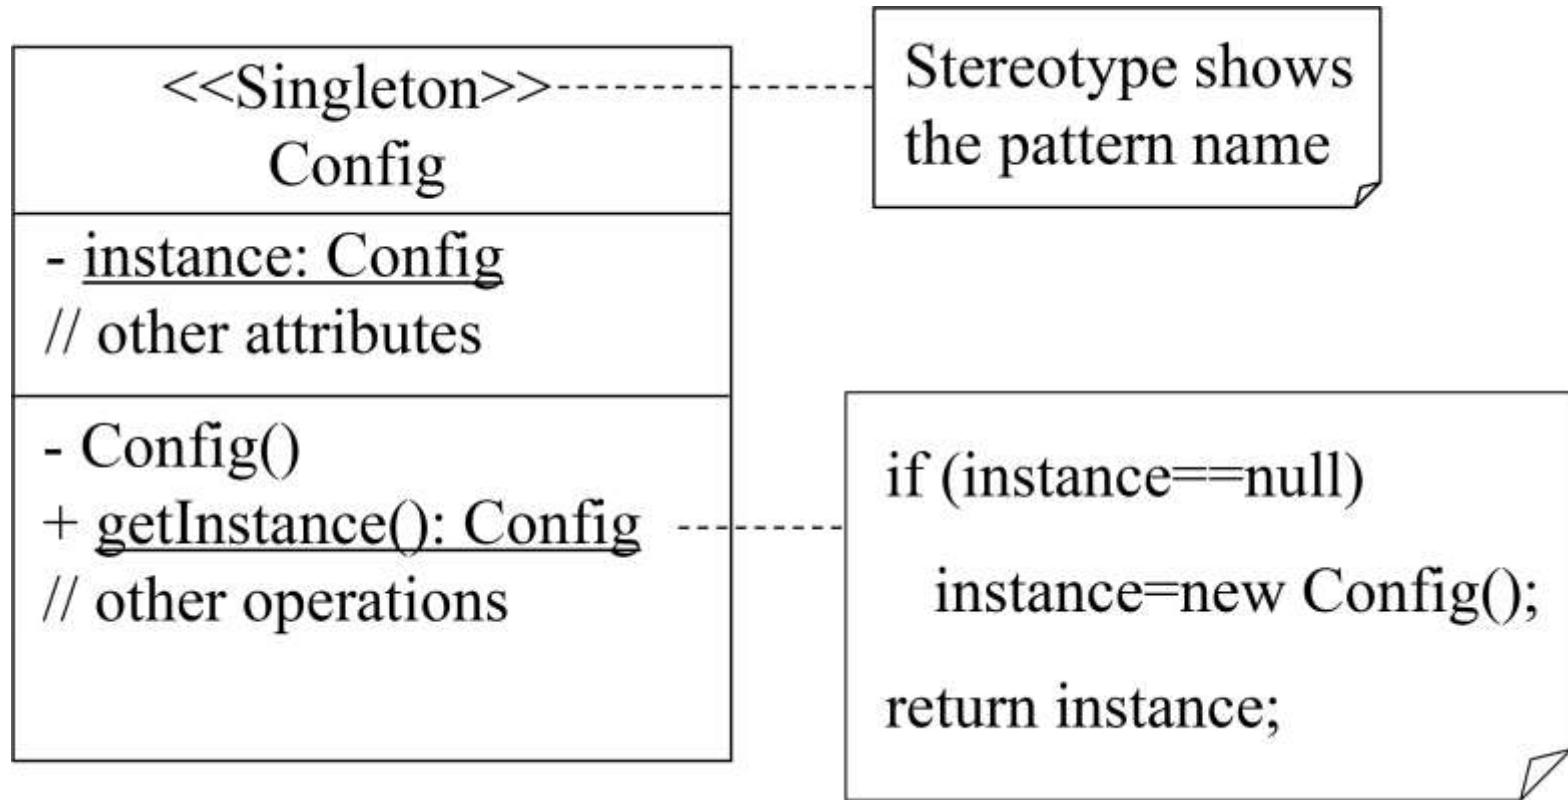 <<Singleton>>
Config
- instance: Config
// other attributes
- Config()
+ getInstance(): Config
// other operations
Stereotype shows
the pattern name
if (instance==null)
instance=new Config();
return instance;